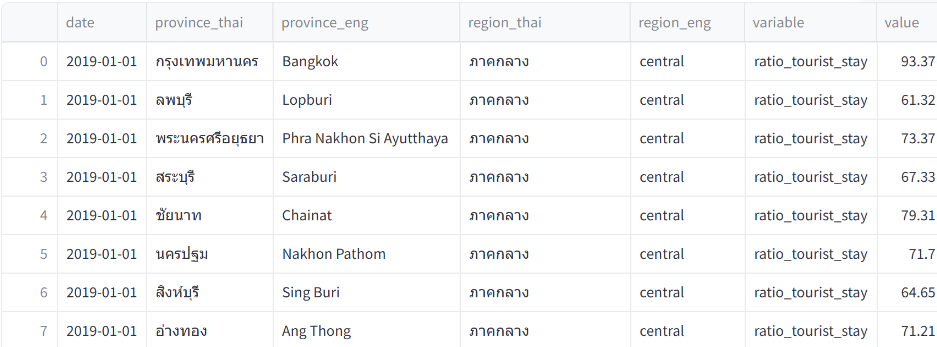 date province_thai province_eng region_thai region_eng variable value
0 2019-01-01 กรุงเทพมหานคร Bangkok ภาคกลาง central ratio_tourist_stay 93.37
1 2019-01-01 ลพบุรี Lopburi ภาคกลาง central ratio_tourist_stay 61.32
2 2019-01-01 พระนครศรีอยุธยา Phra Nakhon Si Ayutthaya ภาคกลาง central ratio_tourist_stay 73.37
3 2019-01-01 สระบุรี Saraburi ภาคกลาง central ratio_tourist_stay 67.33
4 2019-01-01 ชัยนาท Chainat ภาคกลาง central ratio_tourist_stay 79.31
5 2019-01-01 นครปฐม Nakhon Pathom ภาคกลาง central ratio_tourist_stay 71.7
6 2019-01-01 สิงห์บุรี Sing Buri ภาคกลาง central ratio_tourist_stay 64.65
7 2019-01-01 อ่างทอง Ang Thong ภาคกลาง central ratio_tourist_stay 71.21